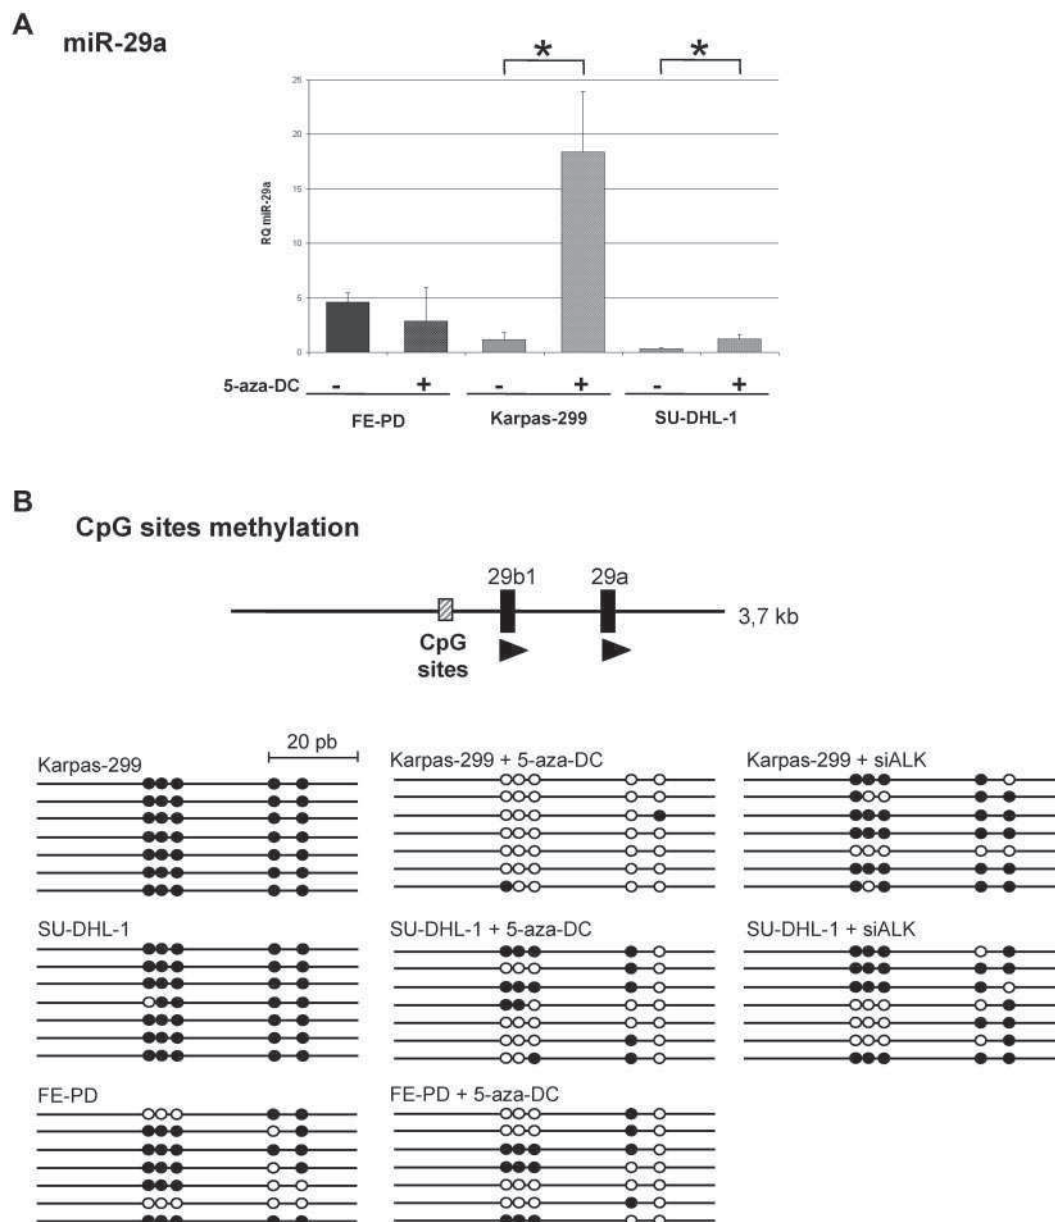 A
miR-29a
* *
25
20
15
10
5
0
RQ miR-29a
5-aza-DC - + - + - +
FE-PD Karpas-299 SU-DHL-1
B
CpG sites methylation
29b1 29a
3,7 kb
CpG
sites
20 pb
Karpas-299 Karpas-299 + 5-aza-DC Karpas-299 + siALK
SU-DHL-1 SU-DHL-1 + 5-aza-DC SU-DHL-1 + siALK
FE-PD FE-PD + 5-aza-DC